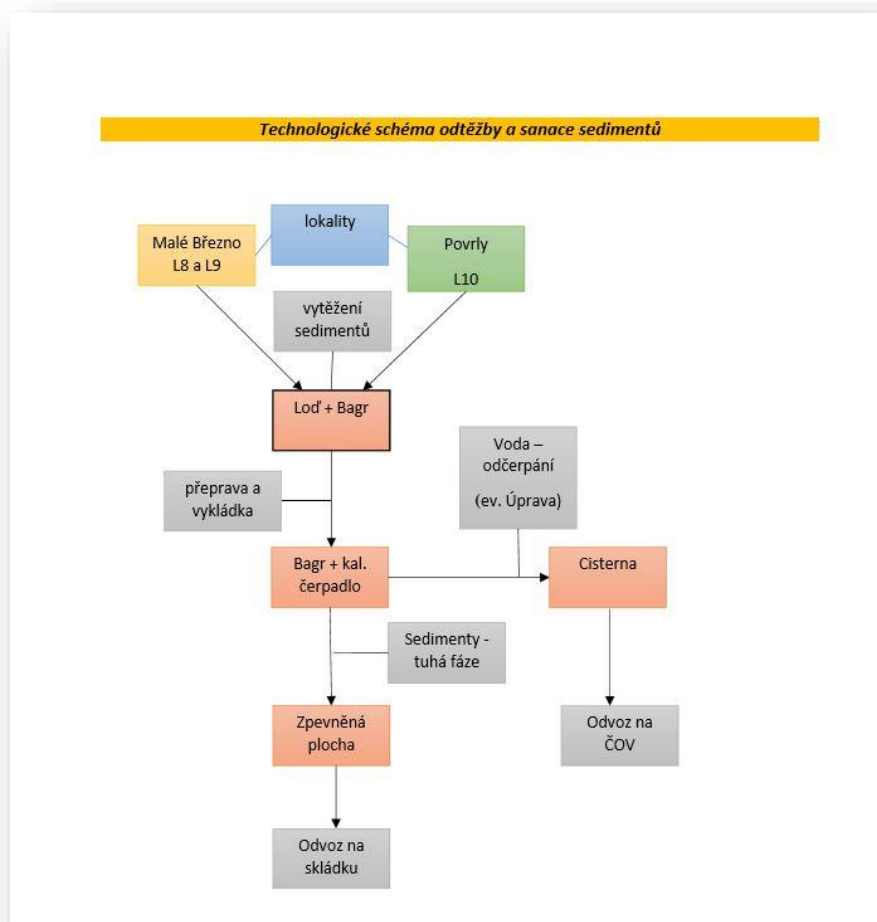 Technologické schéma odtěžby a sanace sedimentů
lokality
Malé Březno
L8 a L9
Povrly
L10
vytěžení
sedimentů
Loď + Bagr
Voda –
odčerpání
(ev. Úprava)
přeprava a
vykládka
Bagr + kal.
čerpadlo
Cisterna
Sedimenty -
tuhá fáze
Zpevněná
plocha
Odvoz na
ČOV
Odvoz na
skládku